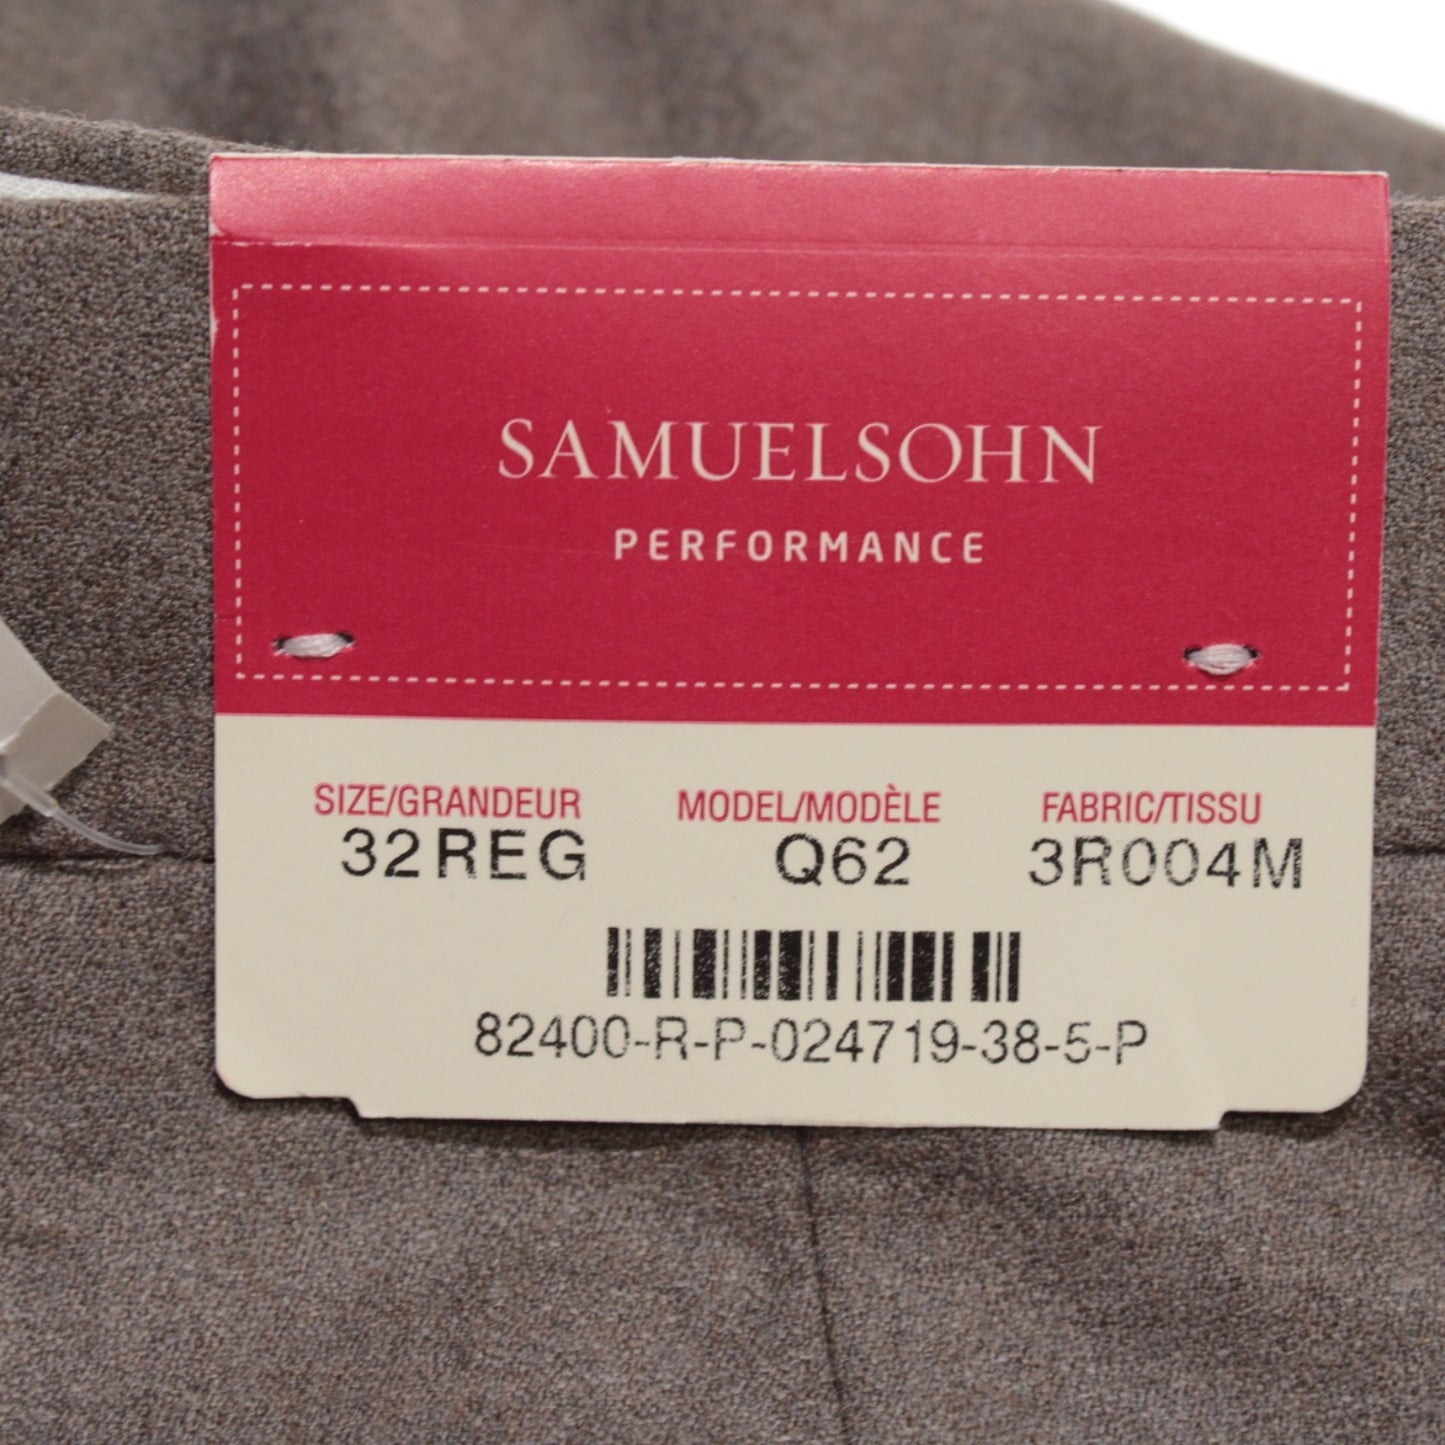 SAMUELSOHN
PERFORMANCE
SIZE/GRANDEUR MODEL/MODÈLE FABRIC/TISSU
32REG Q62 3R004M
82400-R-P-024719-38-5-P